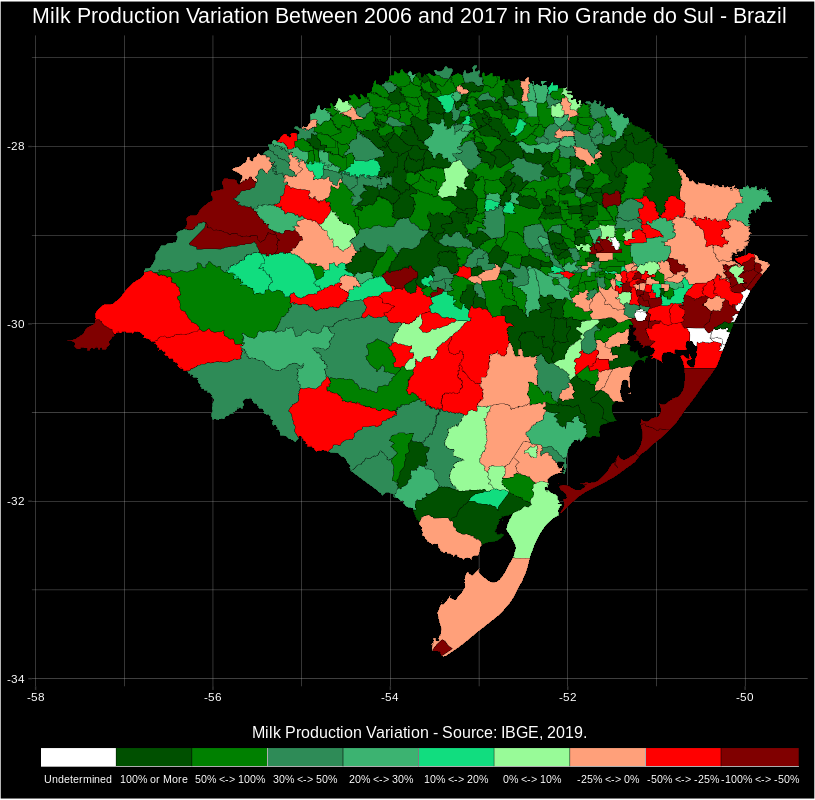 Milk Production Variation Between 2006 and 2017 in Rio Grande do Sul - Brazil
-28
-30
-32
-34
-58 -56 -54 -52 -50
Milk Production Variation - Source: IBGE, 2019.
Undetermined 100% or More 50% <-> 100% 30% <-> 50% 20% <-> 30% 10% <-> 20% 0% <-> 10% -25% <-> 0% -50% <-> -25% -100% <-> -50%